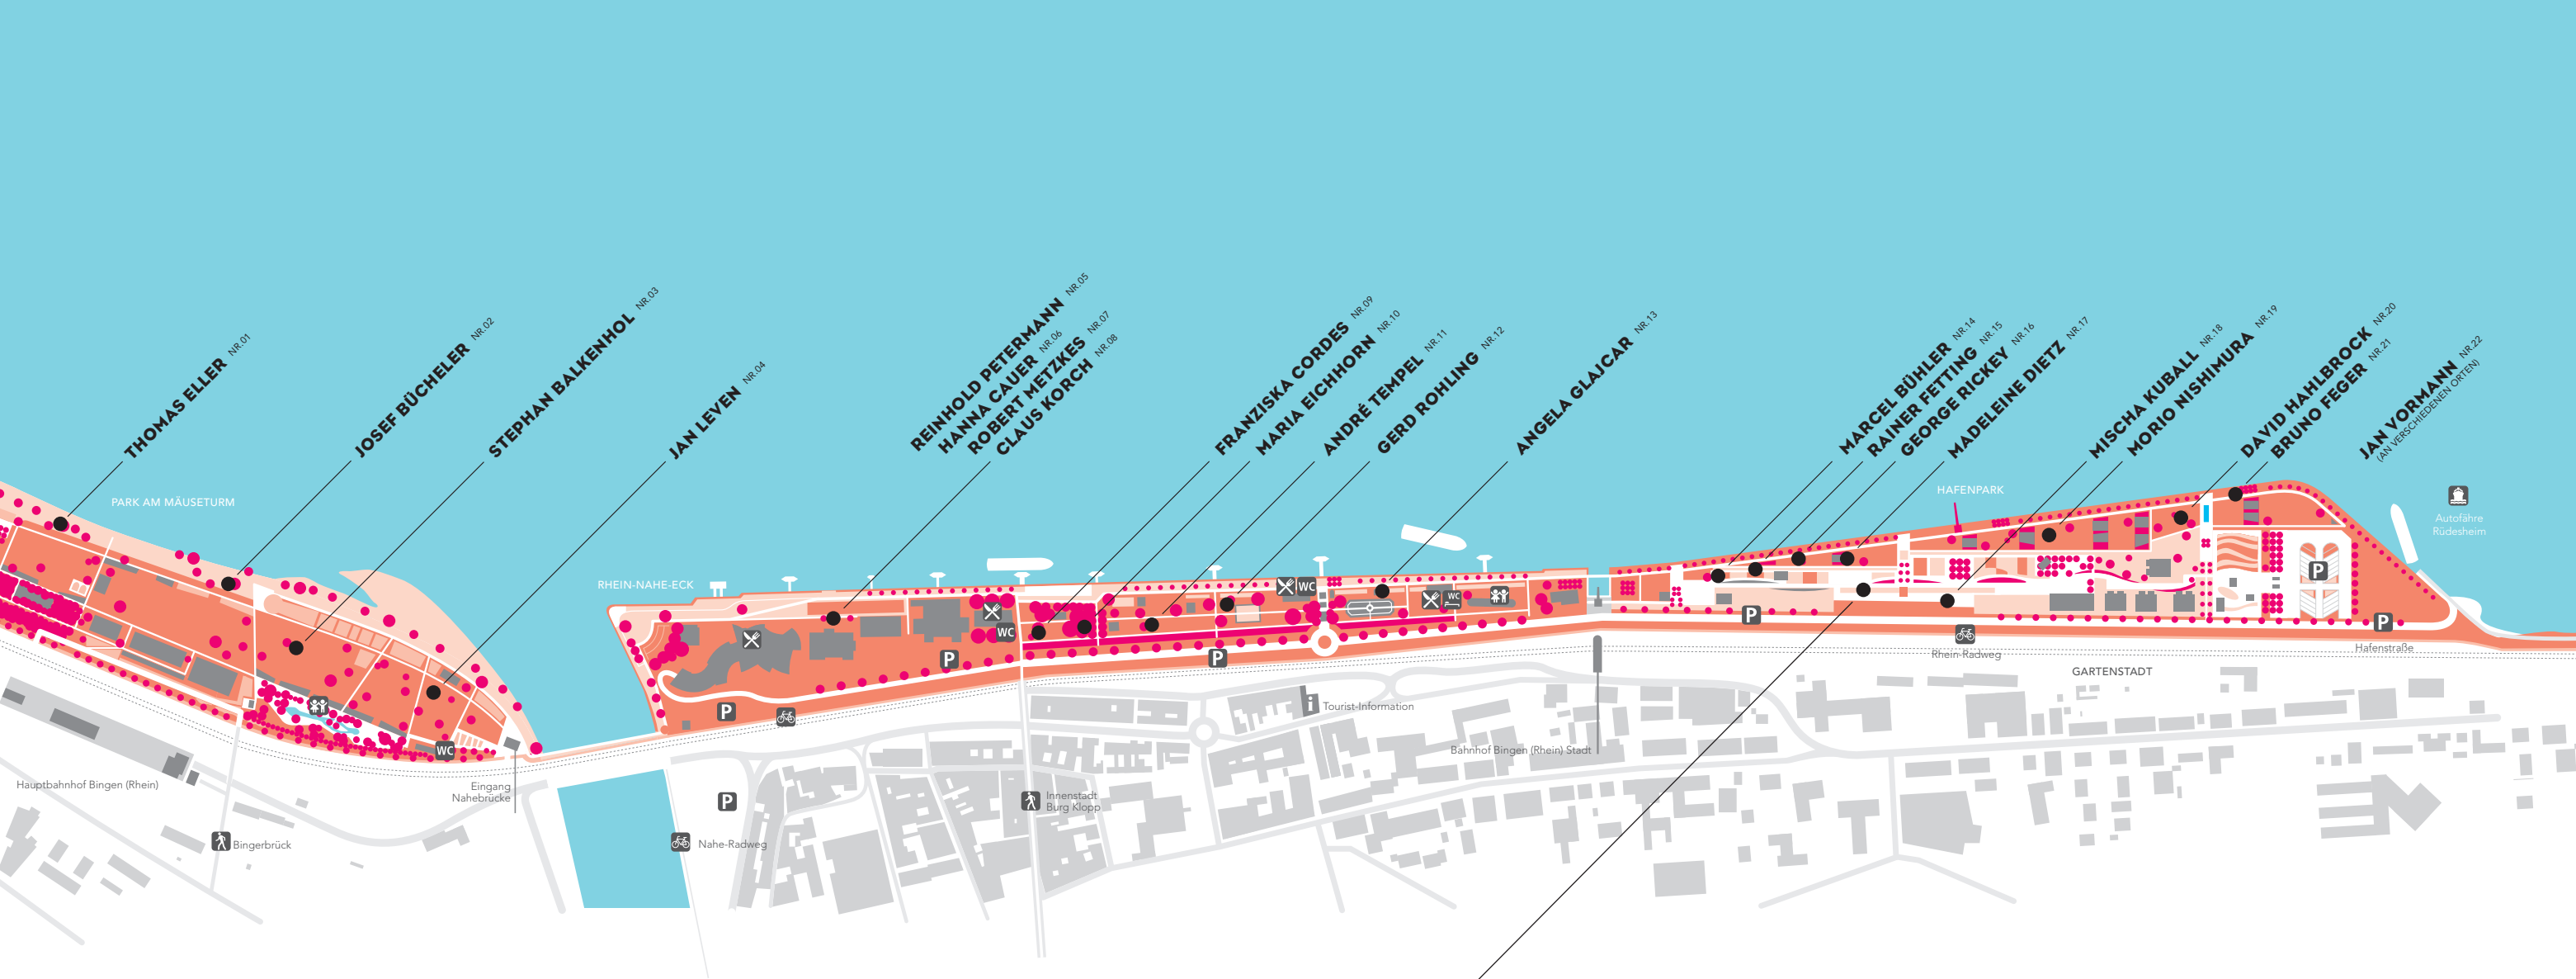 THOMAS ELLER NR.01
JOSEF BÜCHELER NR.02
STEPHAN BALKENHOL NR.03
JAN LEVEN NR.04
REINHOLD PETERMANN NR.05
HANNA CAUER NR.06
ROBERT METZKES NR.07
CLAUS KORCH NR.08
FRANZISKA CORDES NR.09
MARIA EICHHORN NR.10
ANDRÉ TEMPEL NR.11
GERD ROHLING NR.12
ANGELA GLAJCAR NR.13
MARCEL BÜHLER NR.14
RAINER FETTING NR.15
GEORGE RICKEY NR.16
MADELEINE DIETZ NR.17
MISCHA KUBALL NR.18
MORIO NISHIMURA NR.19
DAVID HAHLBROCK NR.20
BRUNO FEGER NR.21
JAN VORMANN NR.22
(AN VERSCHIEDENEN ORTEN)
PARK AM MÄUSETURM
RHEIN-NAHE-ECK
HAFENPARK
Autofähre
Rüdesheim
WC
WC
WC
WC
P
P
P
P
P
P
P
Rhein-Radweg
Hafenstraße
GARTENSTADT
i
Tourist-Information
Bahnhof Bingen (Rhein) Stadt
Hauptbahnhof Bingen (Rhein)
Eingang
Nahebrücke
P
Innenstadt
Burg Klopp
Bingerbrück
Nahe-Radweg